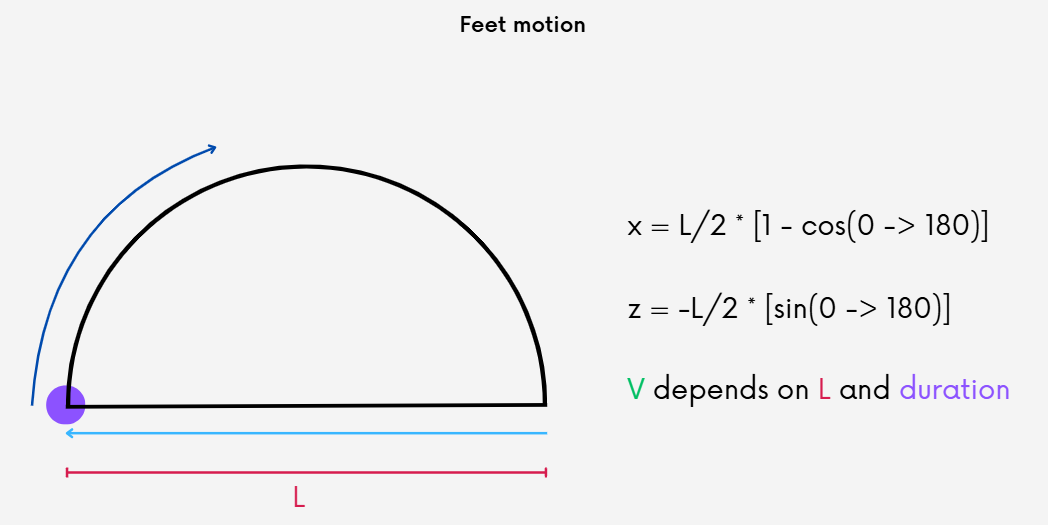 Feet motion
x = L/2 * [1 - cos(0 -> 180)]
z = -L/2 * [sin(0 -> 180)]
V depends on L and duration
L